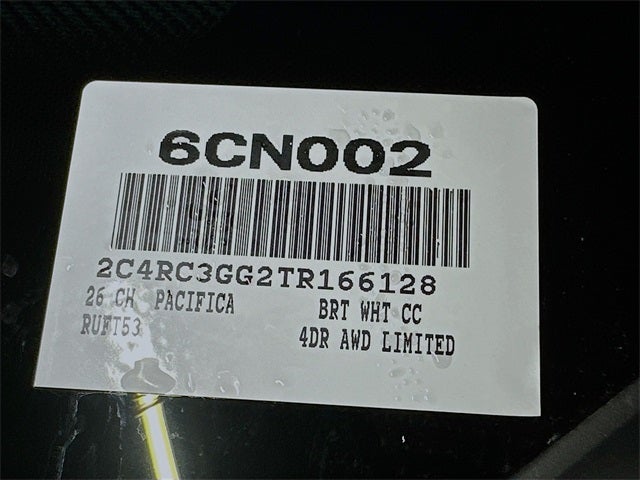 6CN002
2C4RC3GG2TR166128
26 CH PACIFICA BRT WHT CC
RUFT53 4DR AWD LIMITED